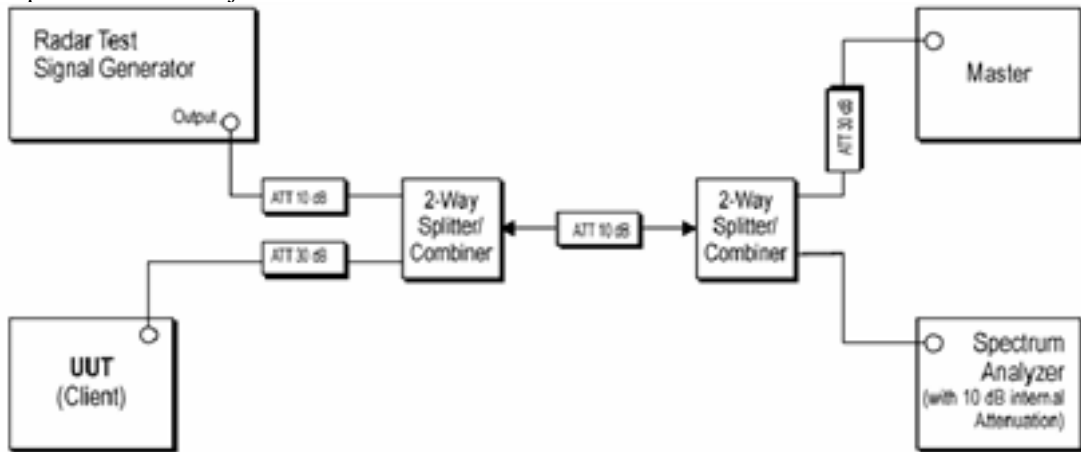 Radar Test
Signal Generator
Output
ATT 10 dB
ATT 30 dB
2-Way
Splitter/
Combiner
ATT 10 dB
2-Way
Splitter/
Combiner
ATT 30 dB
Master
UUT
(Client)
Spectrum
Analyzer
(with 10 dB internal
Attenuation)